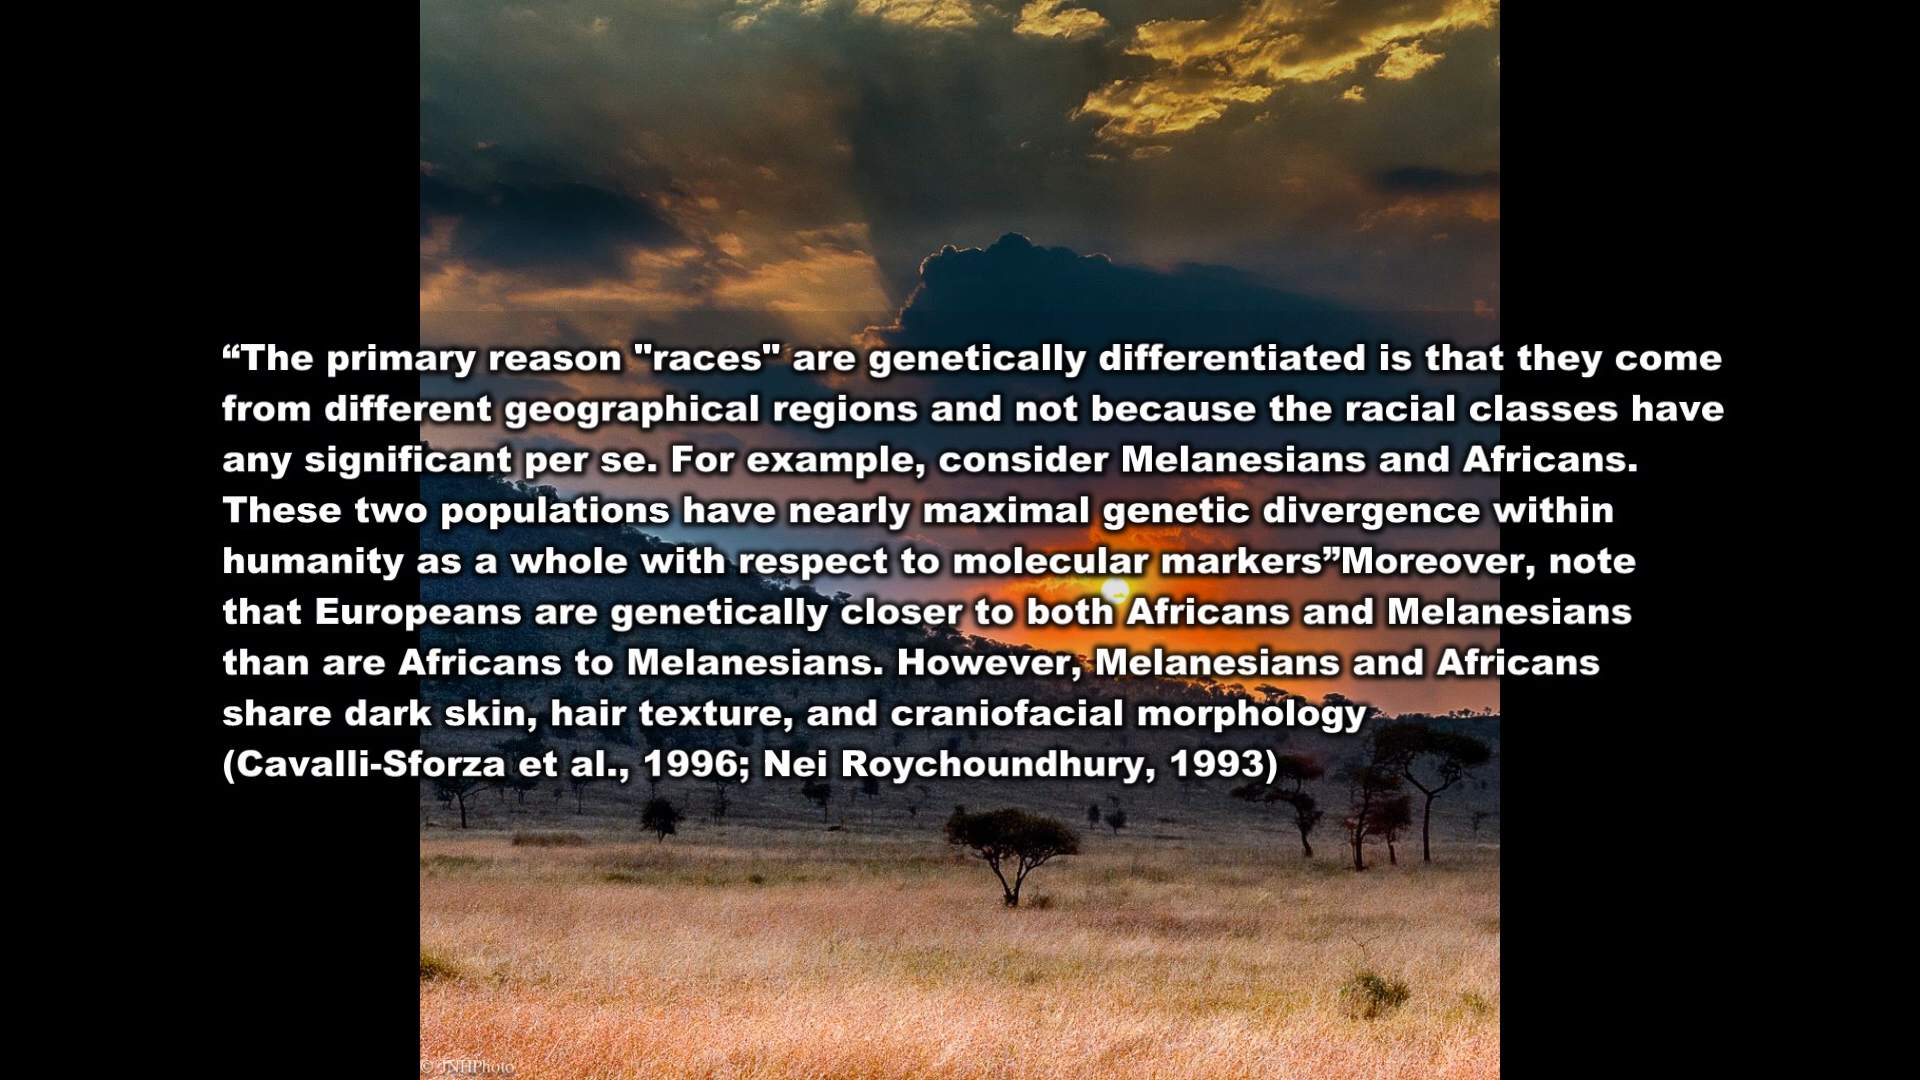 “The primary reason "races" are genetically differentiated is that they come
from different geographical regions and not because the racial classes have
any significant per se. For example, consider Melanesians and Africans.
These two populations have nearly maximal genetic divergence within
humanity as a whole with respect to molecular markers”Moreover, note
that Europeans are genetically closer to both Africans and Melanesians
than are Africans to Melanesians. However, Melanesians and Africans
share dark skin, hair texture, and craniofacial morphology
(Cavalli-Sforza et al., 1996; Nei Roychoundhury, 1993)
© JNHPhoto